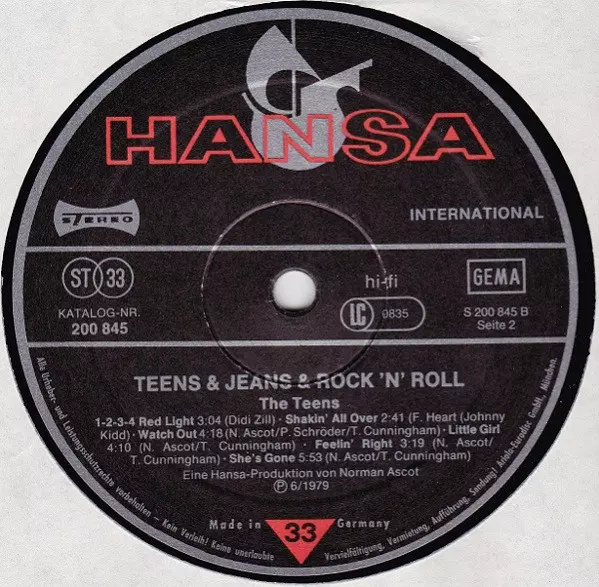 HANSA
STEREO
INTERNATIONAL
ST 33
hi-fi
GEMA
LC 0835
KATALOG-NR.
200 845
S 200 845 B
Seite 2
TEENS & JEANS & ROCK 'N' ROLL
The Teens
1-2-3-4 Red Light 3:04 (Didi Zill) · Shakin' All Over 2:41 (F. Heart (Johnny
Kidd) · Watch Out 4:18 (N. Ascot/P. Schröder/T. Cunningham) · Little Girl
4:10 (N. Ascot/T. Cunningham) · Feelin' Right 3:19 (N. Ascot/
T. Cunningham) · She's Gone 5:53 (N. Ascot/T. Cunningham)
Eine Hansa-Produktion von Norman Ascot
Ⓟ 6/1979
Made in 33 Germany
Alle Urheber- und Leistungsschutzrechte vorbehalten – Kein Verleih! Keine unerlaubte Vervielfältigung, Vermietung, Aufführung, Sendung! Ariola-Eurodisc GmbH, München.